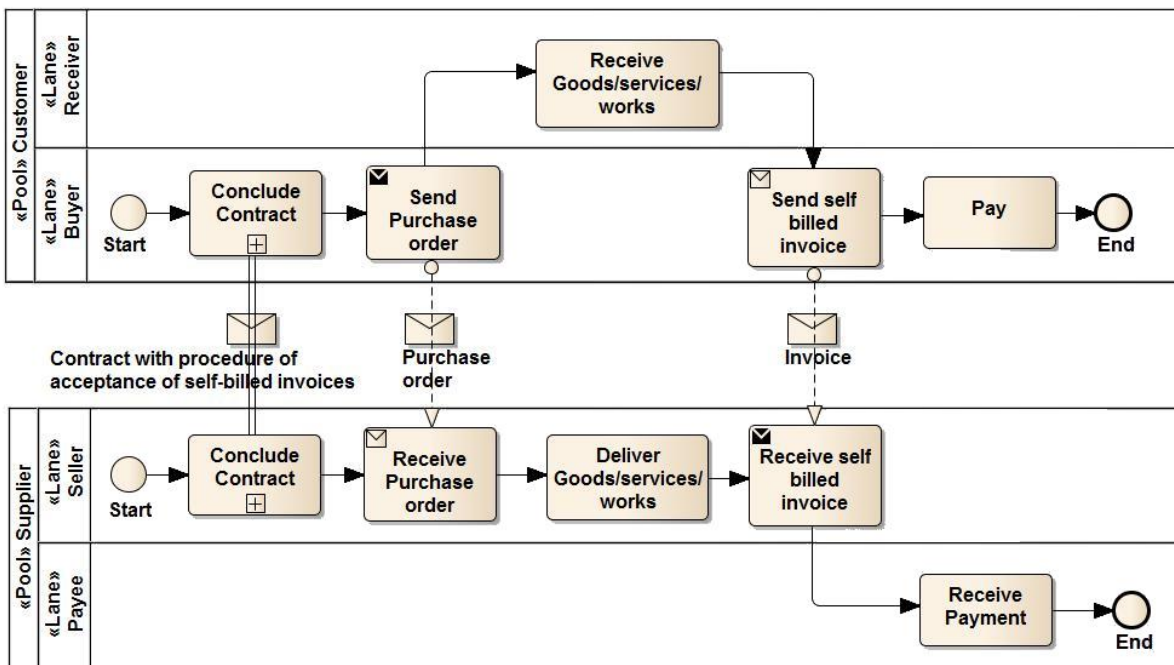 «Pool» Customer
«Lane»
Receiver
Receive
Goods/services/
works
«Lane»
Buyer
Start
Conclude
Contract
Send
Purchase
order
Send self
billed
invoice
Pay
End
Contract with procedure of
acceptance of self-billed invoices
Purchase
order
Invoice
«Pool» Supplier
«Lane»
Seller
Start
Conclude
Contract
Receive
Purchase
order
Deliver
Goods/services/
works
Receive self
billed
invoice
«Lane»
Payee
Receive
Payment
End